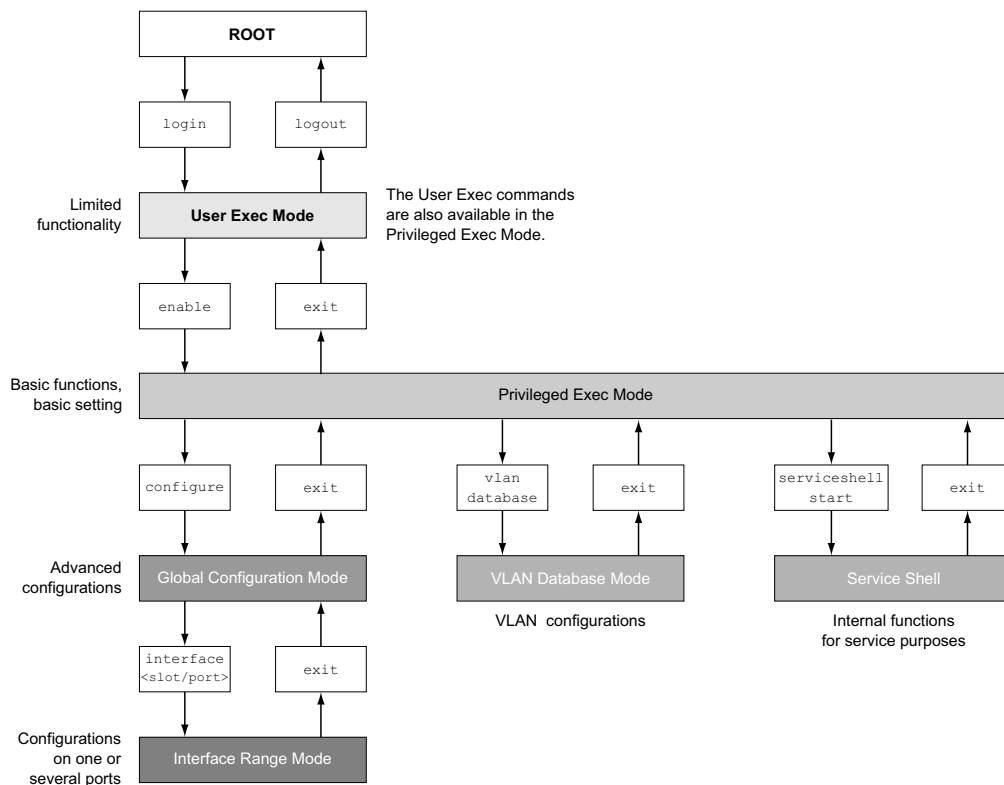 ROOT
login
logout
Limited
functionality
User Exec Mode
The User Exec commands
are also available in the
Privileged Exec Mode.
enable
exit
Basic functions,
basic setting
Privileged Exec Mode
configure
exit
vlan
database
exit
serviceshell
start
exit
Advanced
configurations
Global Configuration Mode
VLAN Database Mode
Service Shell
VLAN configurations
Internal functions
for service purposes
interface
<slot/port>
exit
Configurations
on one or
several ports
Interface Range Mode